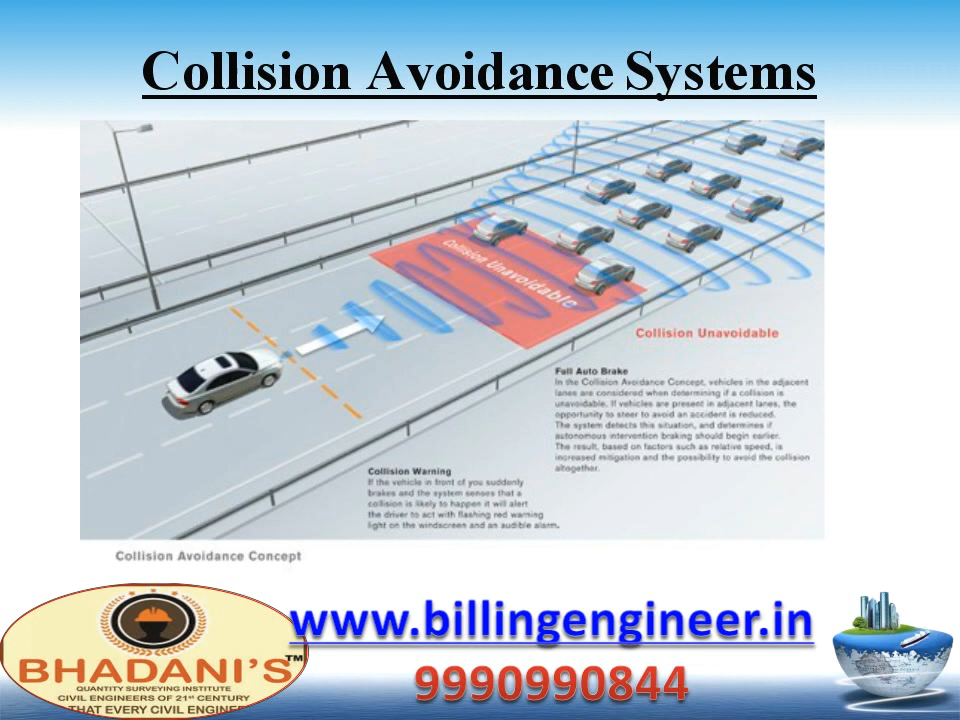 Collision Avoidance Systems
Collision Unavoidable
Collision Unavoidable
Full Auto Brake
In the Collision Avoidance Concept, vehicles in the adjacent
lanes are considered when determining if a collision is
unavoidable. If vehicles are present in adjacent lanes, the
opportunity to steer to avoid an accident is reduced.
The system detects this situation, and determines if
autonomous intervention braking should begin earlier.
The result, based on factors such as relative speed, is
increased mitigation and the possibility to avoid the collision
altogether.
Collision Warning
If the vehicle in front of you suddenly
brakes and the system senses that a
collision is likely to happen it will alert
the driver to act with flashing red warning
light on the windscreen and an audible alarm.
Collision Avoidance Concept
www.billingengineer.in
9990990844
BHADANI'S™
QUANTITY SURVEYING INSTITUTE
CIVIL ENGINEERS OF 21ST CENTURY
THAT EVERY CIVIL ENGINEE